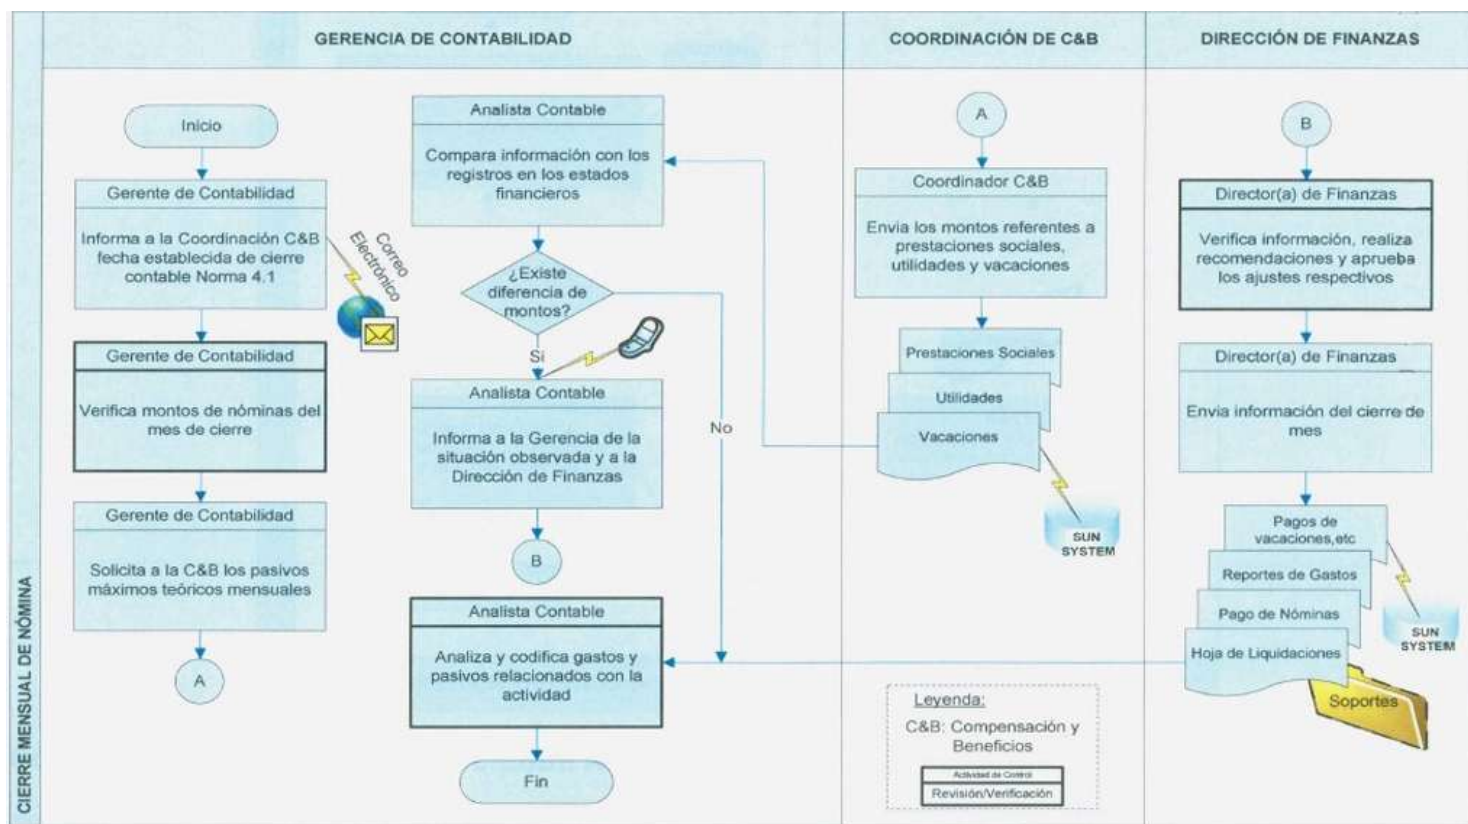 GERENCIA DE CONTABILIDAD
COORDINACIÓN DE C&B
DIRECCIÓN DE FINANZAS
CIERRE MENSUAL DE NÓMINA
Inicio
Gerente de Contabilidad
Informa a la Coordinación C&B
fecha establecida de cierre
contable Norma 4.1
Correo
Electrónico
Gerente de Contabilidad
Verifica montos de nóminas del
mes de cierre
Gerente de Contabilidad
Solicita a la C&B los pasivos
máximos teóricos mensuales
A
Analista Contable
Compara información con los
registros en los estados
financieros
¿Existe
diferencia de
montos?
Si
No
Analista Contable
Informa a la Gerencia de la
situación observada y a la
Dirección de Finanzas
B
Analista Contable
Analiza y codifica gastos y
pasivos relacionados con la
actividad
Fin
A
Coordinador C&B
Envia los montos referentes a
prestaciones sociales,
utilidades y vacaciones
Prestaciones Sociales
Utilidades
Vacaciones
SUN
SYSTEM
Leyenda:
C&B: Compensación y
Beneficios
Actividad de Control
Revisión/Verificación
B
Director(a) de Finanzas
Verifica información, realiza
recomendaciones y aprueba
los ajustes respectivos
Director(a) de Finanzas
Envia información del cierre de
mes
Pagos de
vacaciones,etc
Reportes de Gastos
Pago de Nóminas
Hoja de Liquidaciones
SUN
SYSTEM
Soportes